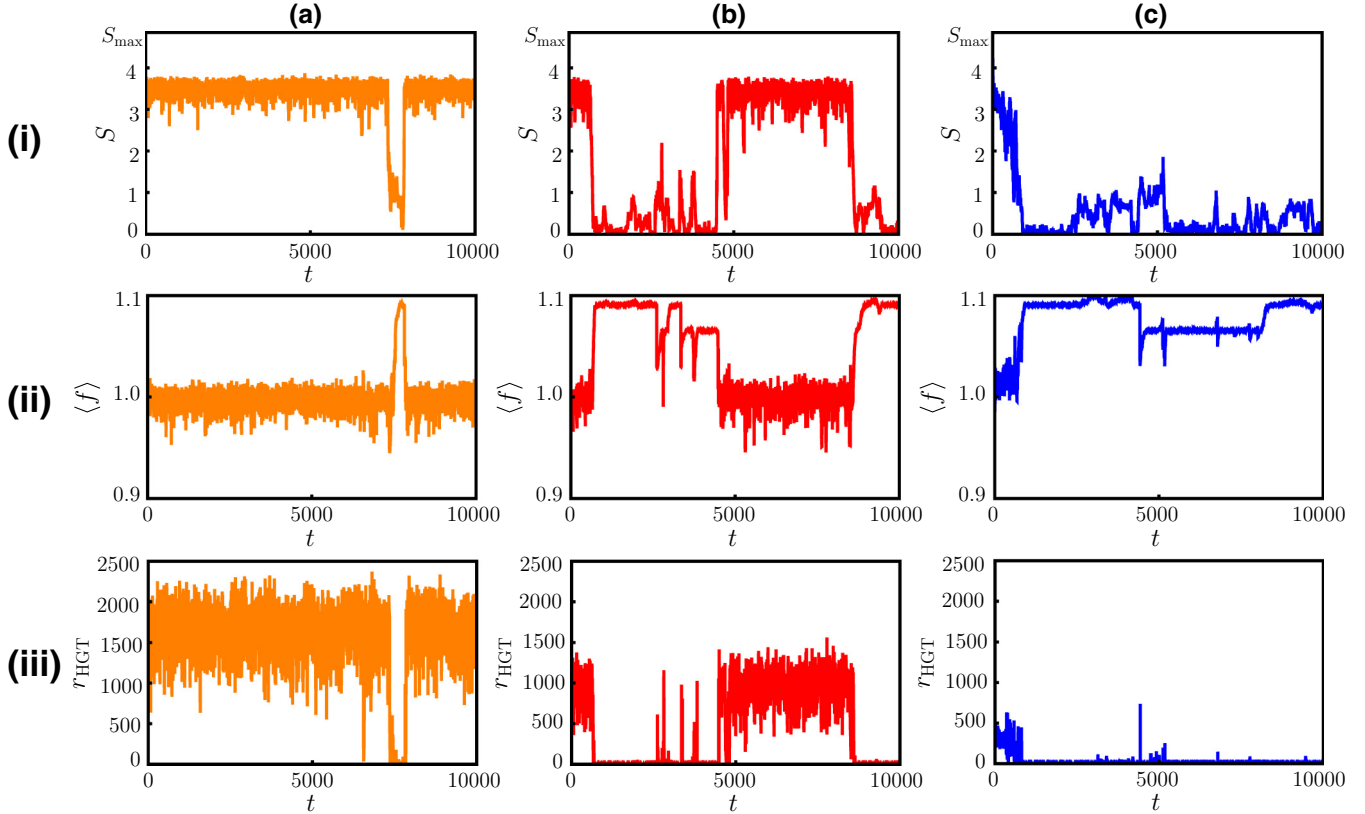 (a) (b) (c)
(i)
S_max
4
3
2
1
0
S
0 5000 10000
t
S_max
4
3
2
1
0
S
0 5000 10000
t
S_max
4
3
2
1
0
S
0 5000 10000
t
(ii)
1.1
1.0
0.9
⟨f⟩
0 5000 10000
t
1.1
1.0
0.9
⟨f⟩
0 5000 10000
t
1.1
1.0
0.9
⟨f⟩
0 5000 10000
t
(iii)
2500
2000
1500
1000
500
0
r_HGT
0 5000 10000
t
2500
2000
1500
1000
500
0
r_HGT
0 5000 10000
t
2500
2000
1500
1000
500
0
r_HGT
0 5000 10000
t